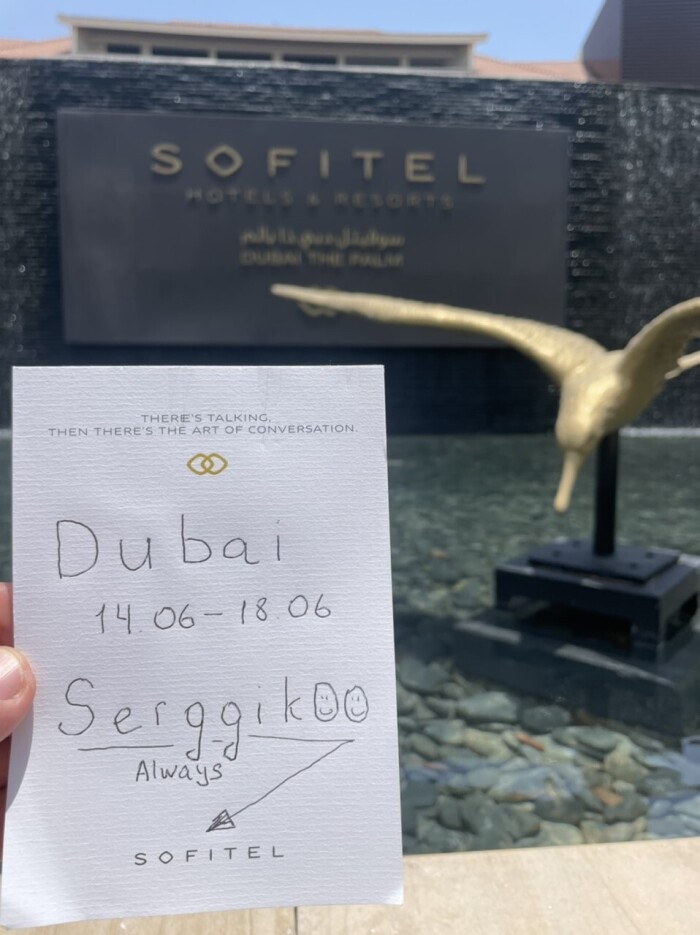 SOFITEL
HOTELS & RESORTS
سوفيتل دبي ذا بالم
DUBAI THE PALM
THERE'S TALKING,
THEN THERE'S THE ART OF CONVERSATION.
Dubai
14.06-18.06
Serggikoo
Always
SOFITEL